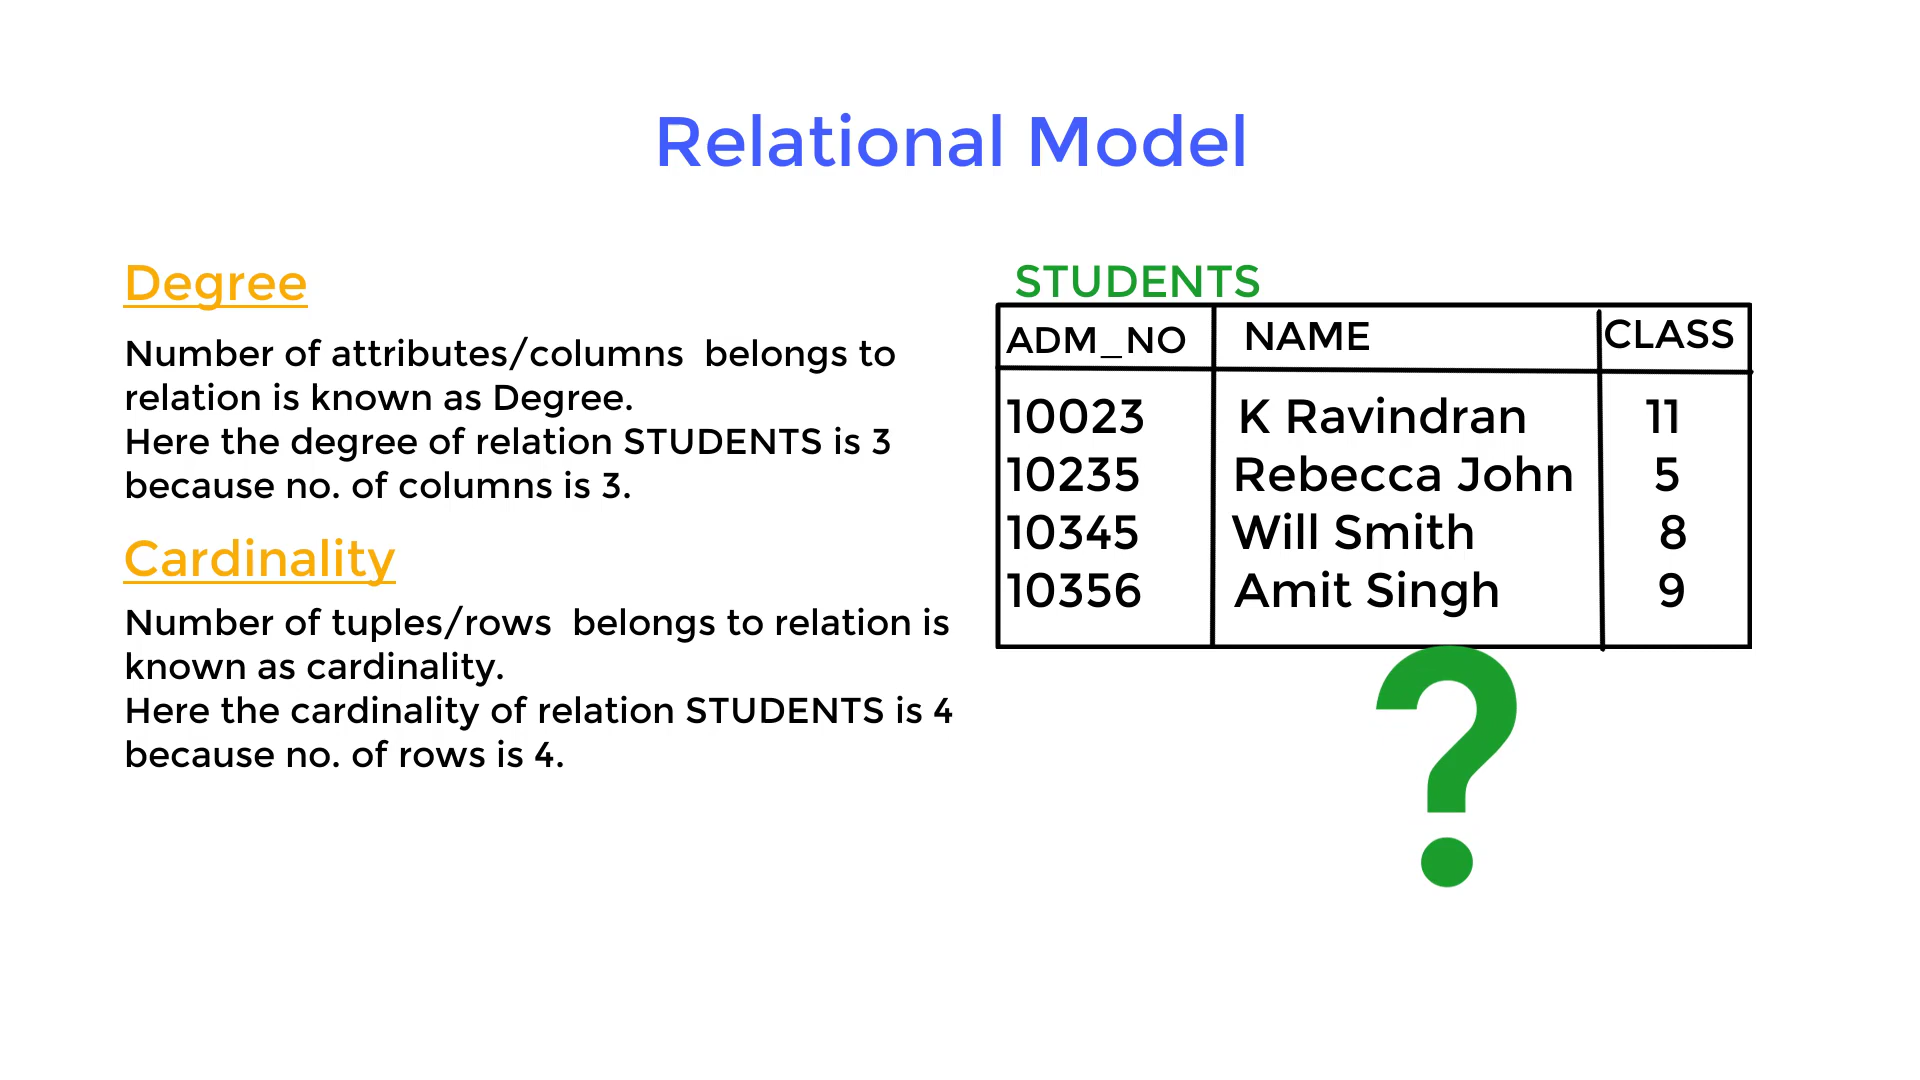 Relational Model
Degree
Number of attributes/columns  belongs to
relation is known as Degree.
Here the degree of relation STUDENTS is 3
because no. of columns is 3.
Cardinality
Number of tuples/rows  belongs to relation is
known as cardinality.
Here the cardinality of relation STUDENTS is 4
because no. of rows is 4.
STUDENTS
ADM_NO NAME CLASS
10023 K Ravindran 11
10235 Rebecca John 5
10345 Will Smith 8
10356 Amit Singh 9
?